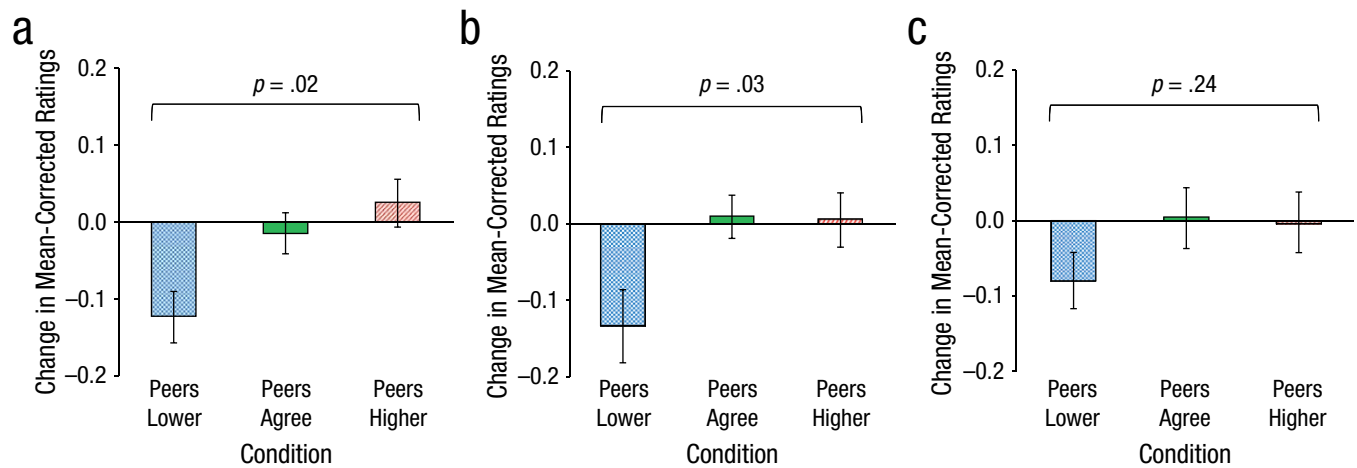 a
Change in Mean-Corrected Ratings
0.2
0.1
0.0
–0.1
–0.2
p = .02
Peers Lower
Peers Agree
Peers Higher
Condition
b
Change in Mean-Corrected Ratings
0.2
0.1
0.0
–0.1
–0.2
p = .03
Peers Lower
Peers Agree
Peers Higher
Condition
c
Change in Mean-Corrected Ratings
0.2
0.1
0.0
–0.1
–0.2
p = .24
Peers Lower
Peers Agree
Peers Higher
Condition